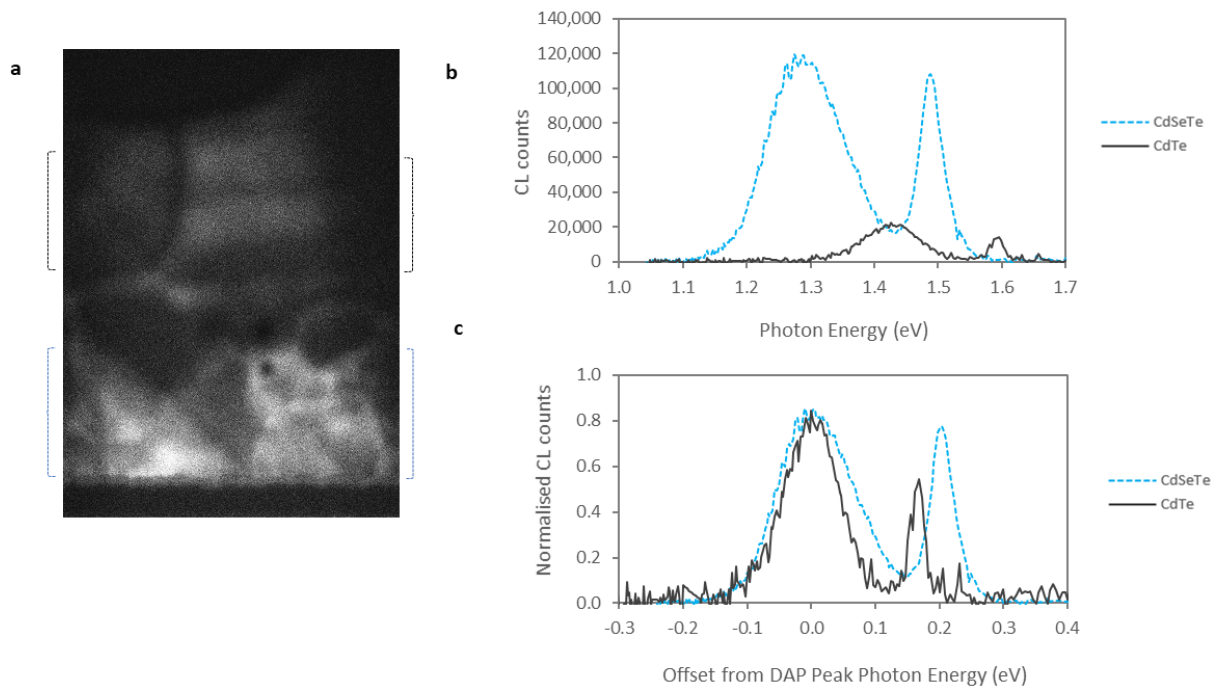 a
b
140,000
120,000
100,000
80,000
60,000
40,000
20,000
0
CL counts
1.0 1.1 1.2 1.3 1.4 1.5 1.6 1.7
Photon Energy (eV)
CdSeTe
CdTe
c
1.0
0.8
0.6
0.4
0.2
0.0
Normalised CL counts
-0.3 -0.2 -0.1 0.0 0.1 0.2 0.3 0.4
Offset from DAP Peak Photon Energy (eV)
CdSeTe
CdTe